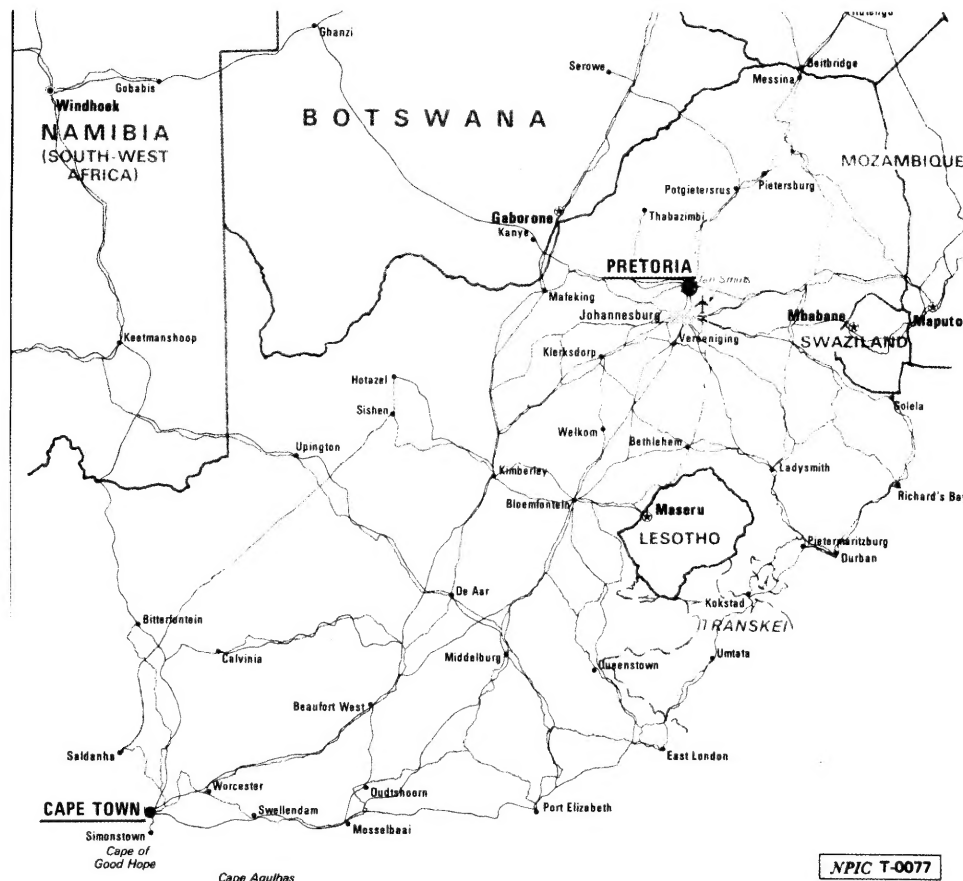 Ghanzi
Serowe
Beitbridge
Messina
Gobabis
Windhoek
BOTSWANA
NAMIBIA
(SOUTH-WEST
AFRICA)
MOZAMBIQUE
Potgietersrus
Pietersburg
Thabazimbi
Gaborone
Kanye
PRETORIA
Jan Smuts
Mafeking
Johannesburg
Mbabane
Maputo
SWAZILAND
Keetmanshoop
Vereeniging
Klerksdorp
Hotazel
Sishen
Golela
Welkom
Bethlehem
Upington
Kimberley
Ladysmith
Richard's Bay
Bloemfontein
Maseru
LESOTHO
Pietermaritzburg
Durban
De Aar
Kokstad
TRANSKEI
Bitterfontein
Calvinia
Middelburg
Queenstown
Umtata
Beaufort West
Saldanha
East London
Worcester
Oudtshoorn
CAPE TOWN
Swellendam
Port Elizabeth
Mosselbaai
Simonstown
Cape of
Good Hope
Cape Agulhas
NPIC T-0077